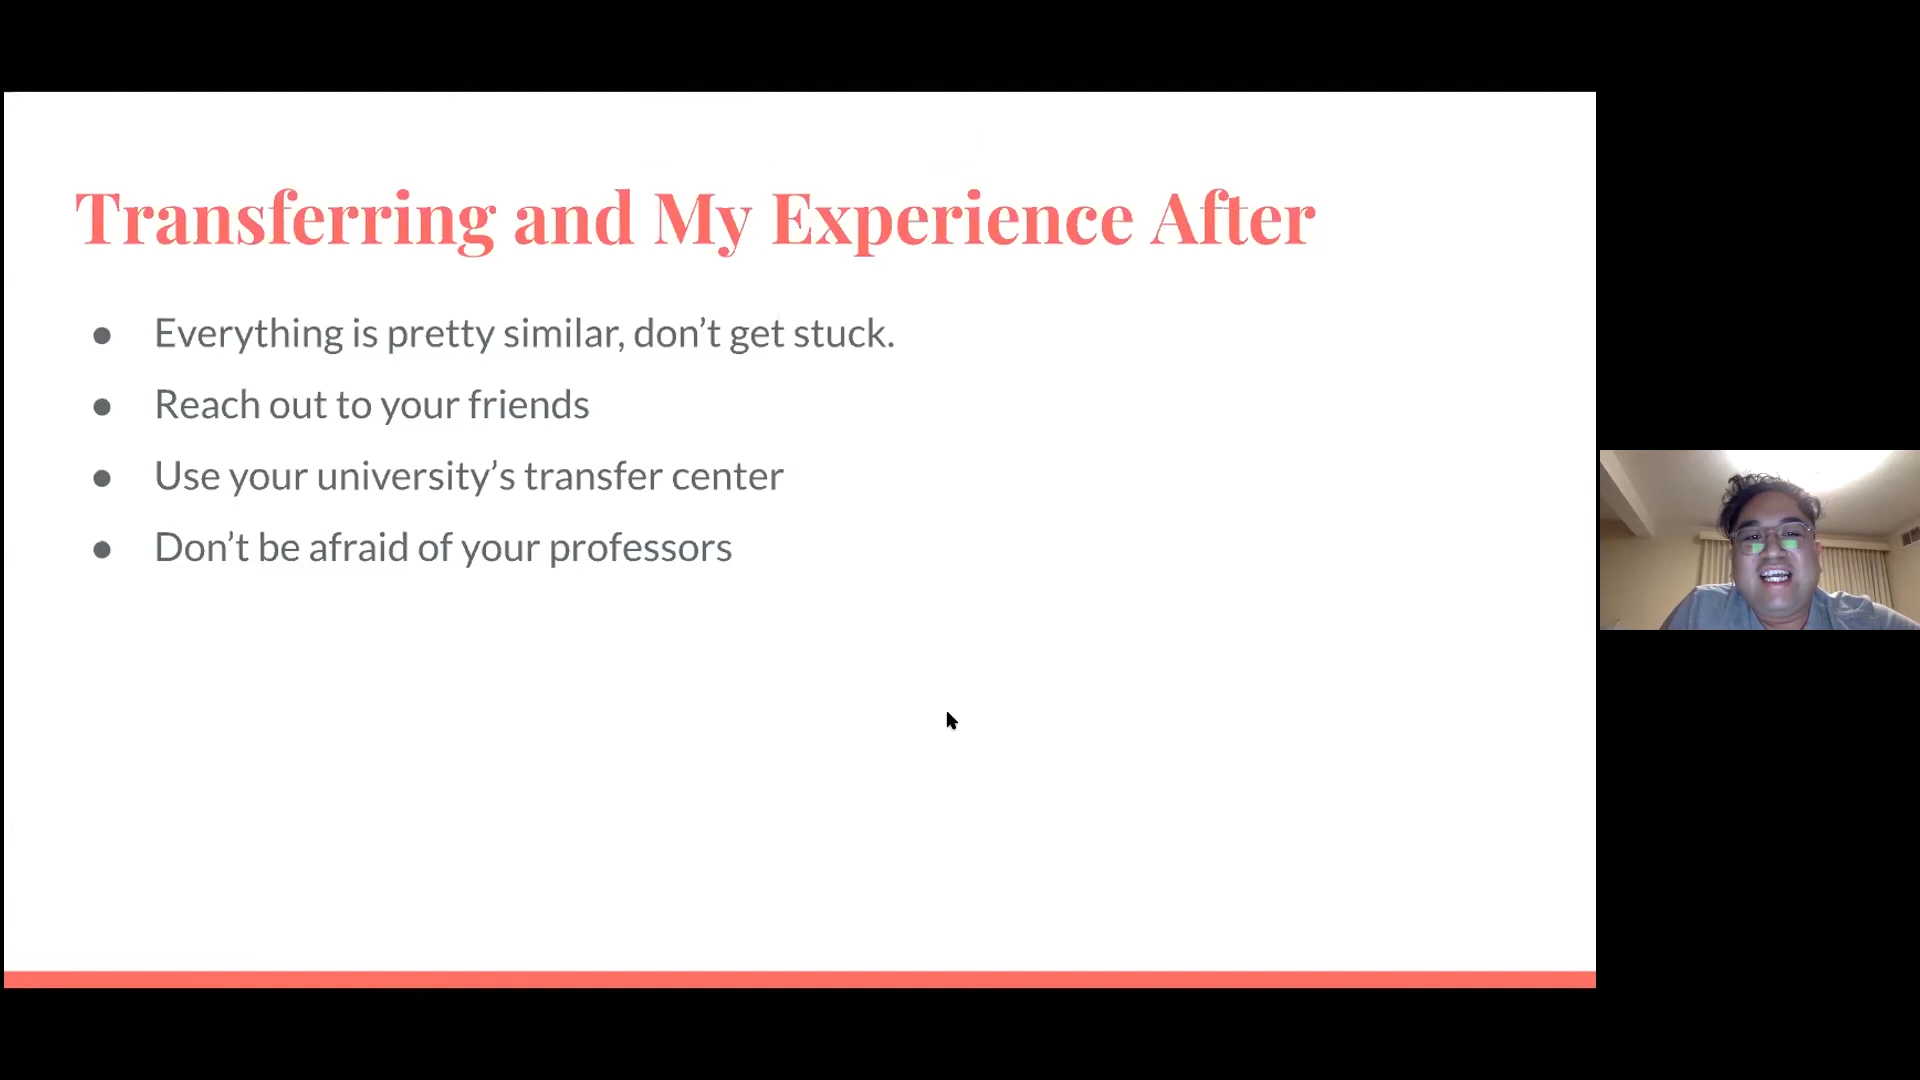 Transferring and My Experience After
● Everything is pretty similar, don’t get stuck.
● Reach out to your friends
● Use your university’s transfer center
● Don’t be afraid of your professors